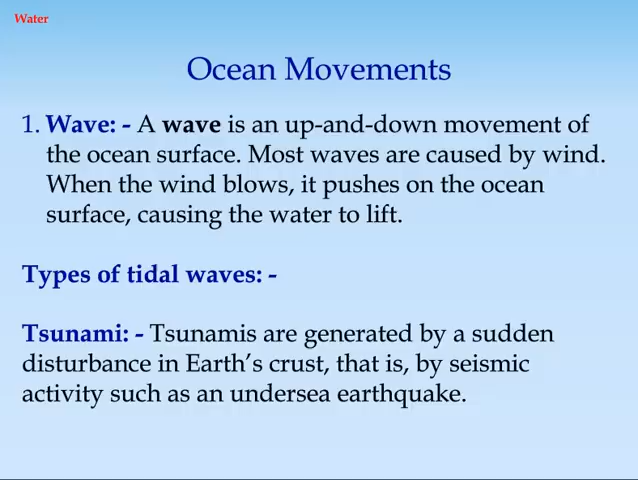 Water
Ocean Movements
1. Wave: - A wave is an up-and-down movement of
the ocean surface. Most waves are caused by wind.
When the wind blows, it pushes on the ocean
surface, causing the water to lift.
Types of tidal waves: -
Tsunami: - Tsunamis are generated by a sudden
disturbance in Earth’s crust, that is, by seismic
activity such as an undersea earthquake.